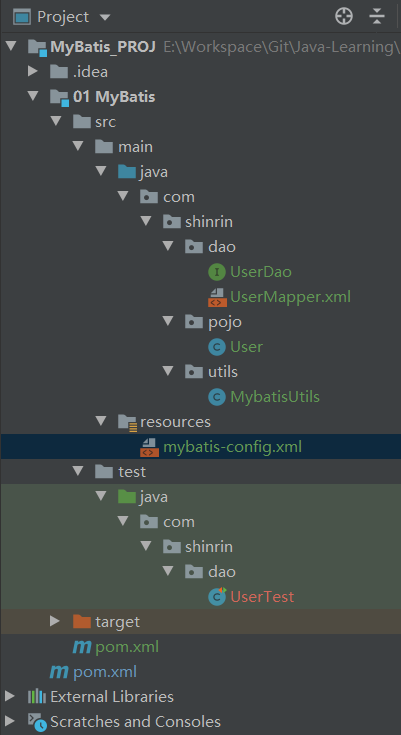 Project
MyBatis_PROJ E:\Workspace\Git\Java-Learning\
.idea
01 MyBatis
src
main
java
com
shinrin
dao
UserDao
UserMapper.xml
pojo
User
utils
MybatisUtils
resources
mybatis-config.xml
test
java
com
shinrin
dao
UserTest
target
pom.xml
pom.xml
External Libraries
Scratches and Consoles